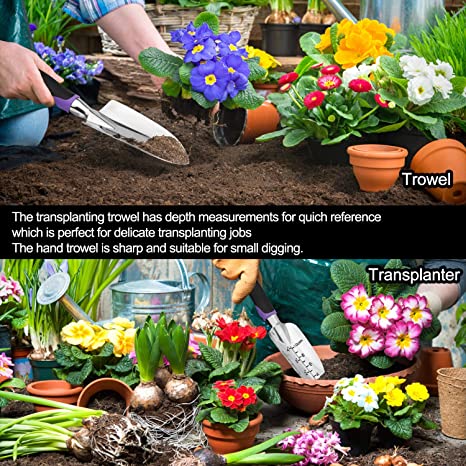 Trowel
The transplanting trowel has depth measurements for quich reference
which is perfect for delicate transplanting jobs
The hand trowel is sharp and suitable for small digging.
Transplanter